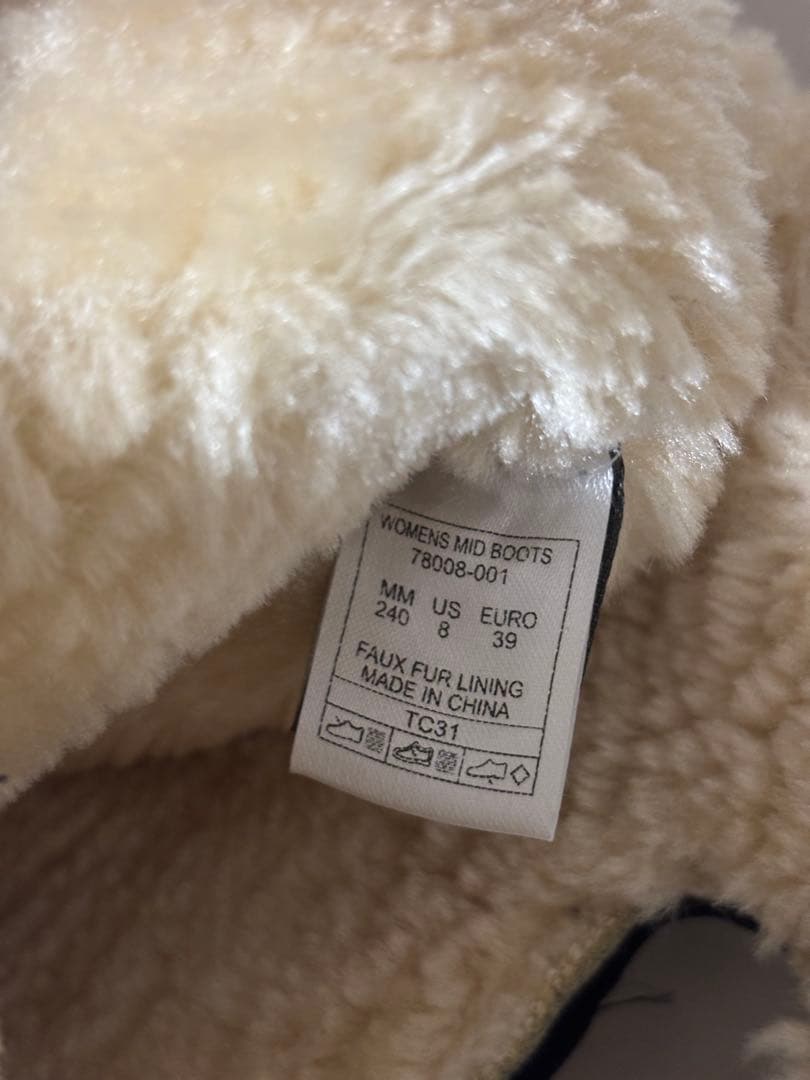 WOMENS MID BOOTS
78008-001
MM US EURO
240 8 39
FAUX FUR LINING
MADE IN CHINA
TC31